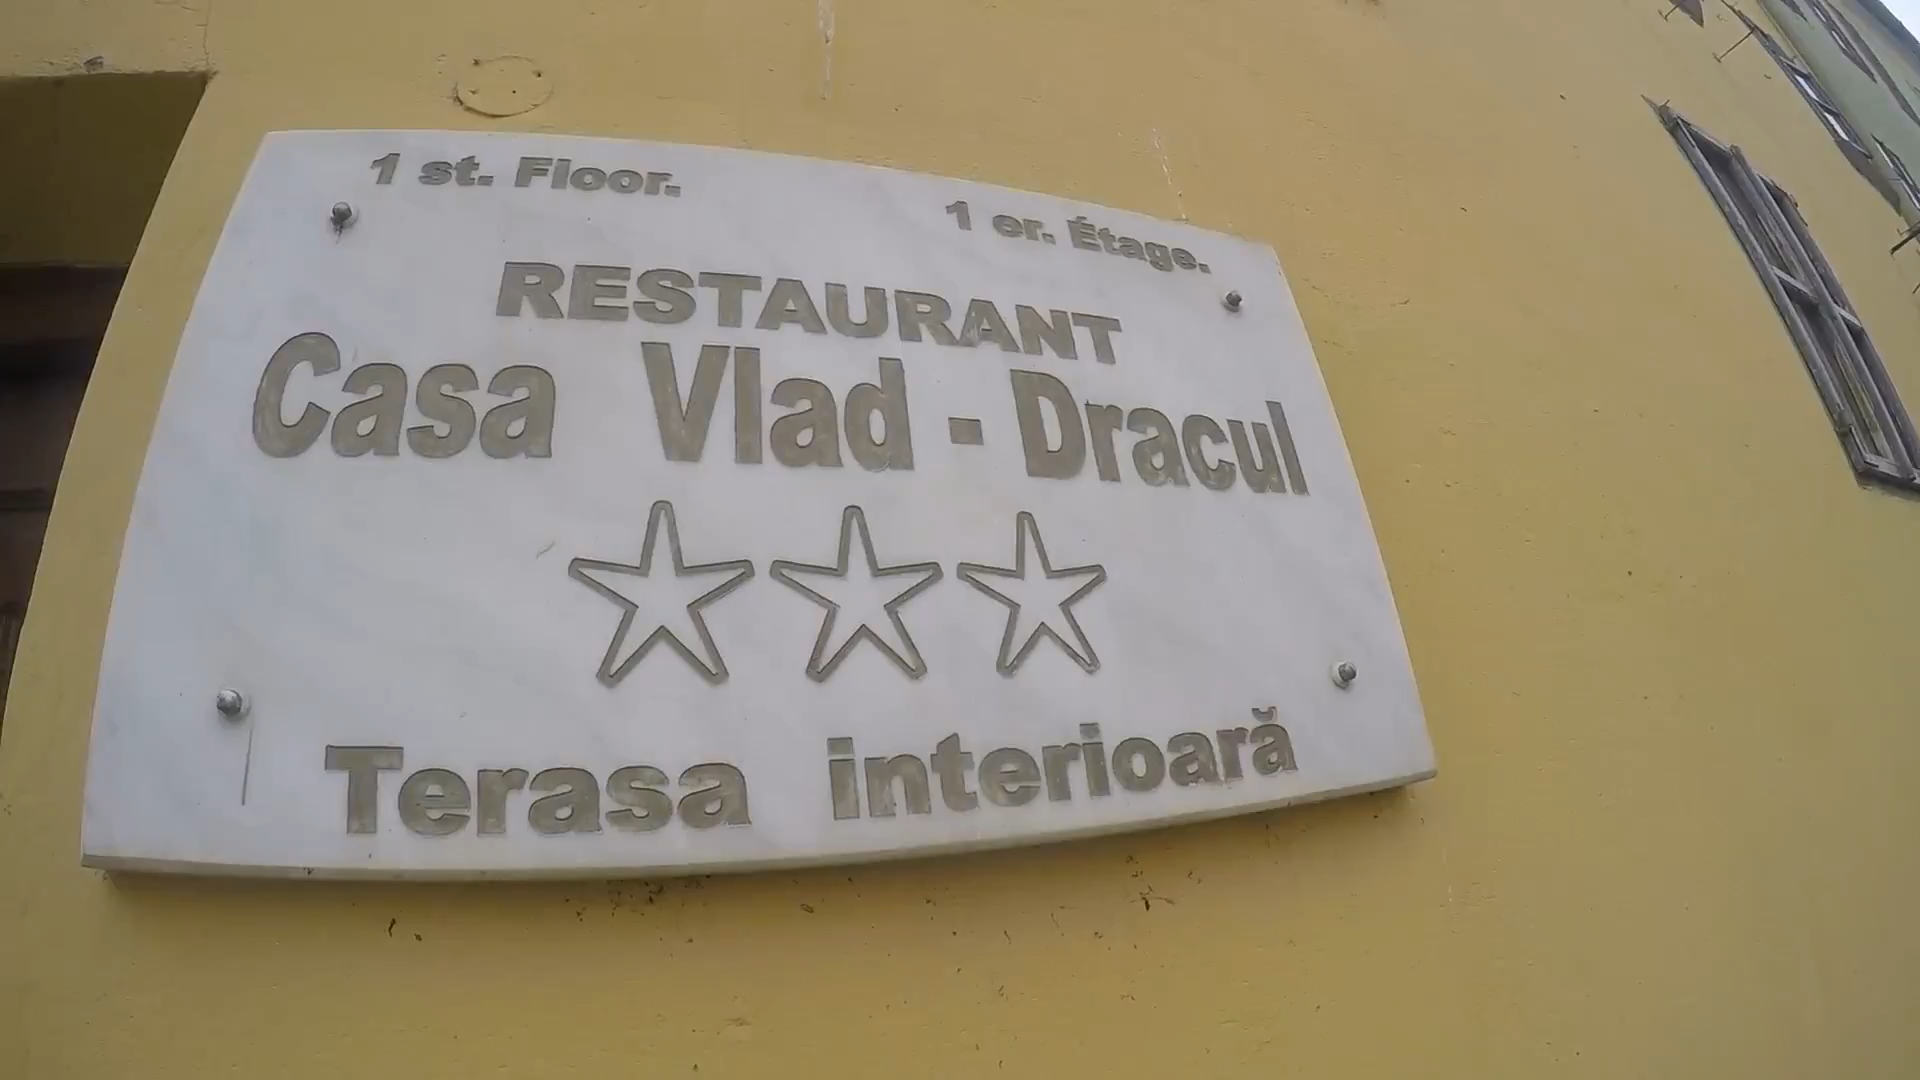 1 st. Floor.
1 er. Étage.
RESTAURANT
Casa Vlad - Dracul
Terasa interioară